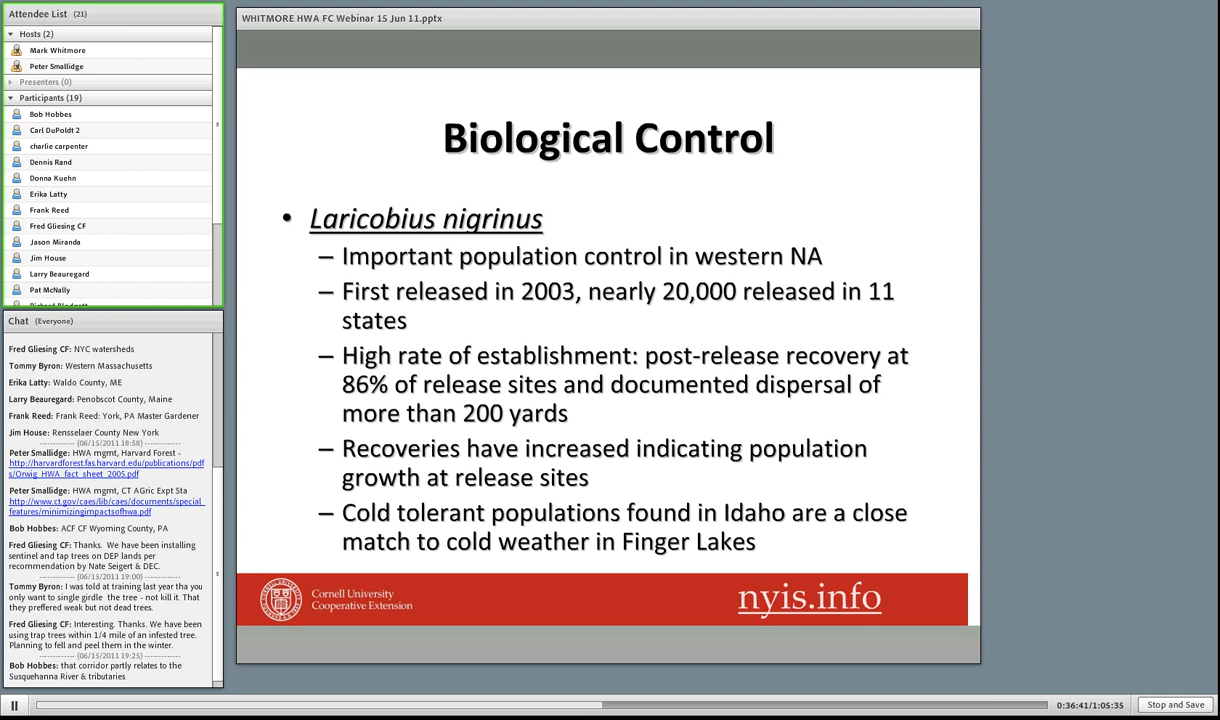 Attendee List (21)
Hosts (2)
Mark Whitmore
Peter Smallidge
Presenters (0)
Participants (19)
Bob Hobbes
Carl DuPoldt 2
charlie carpenter
Dennis Rand
Donna Kuehn
Erika Latty
Frank Reed
Fred Gliesing CF
Jason Miranda
Jim House
Larry Beauregard
Pat McNally
Chat (Everyone)
Fred Gliesing CF: NYC watersheds
Tommy Byron: Western Massachusetts
Erika Latty: Waldo County, ME
Larry Beauregard: Penobscot County, Maine
Frank Reed: Frank Reed: York, PA Master Gardener
Jim House: Rensselaer County New York
------------- (06/15/2011 18:58) -------------
Peter Smallidge: HWA mgmt, Harvard Forest -
http://harvardforest.fas.harvard.edu/publications/pdf
s/Orwig_HWA_fact_sheet_2005.pdf
Peter Smallidge: HWA mgmt, CT AGric Expt Sta
http://www.ct.gov/caes/lib/caes/documents/special_
features/minimizingimpactsofhwa.pdf
Bob Hobbes: ACF CF Wyoming County, PA
Fred Gliesing CF: Thanks. We have been installing
sentinel and tap trees on DEP lands per
recommendation by Nate Seigert & DEC.
------------- (06/15/2011 19:00) -------------
Tommy Byron: I was told at training last year tha you
only want to single girdle the tree - not kill it. That
they preffered weak but not dead trees.
Fred Gliesing CF: Interesting. Thanks. We have been
using trap trees within 1/4 mile of an infested tree.
Planning to fell and peel them in the winter.
------------- (06/15/2011 19:25) -------------
Bob Hobbes: that corridor partly relates to the
Susquehanna River & tributaries
WHITMORE HWA FC Webinar 15 Jun 11.pptx
Biological Control
• Laricobius nigrinus
– Important population control in western NA
– First released in 2003, nearly 20,000 released in 11
states
– High rate of establishment: post-release recovery at
86% of release sites and documented dispersal of
more than 200 yards
– Recoveries have increased indicating population
growth at release sites
– Cold tolerant populations found in Idaho are a close
match to cold weather in Finger Lakes
Cornell University
Cooperative Extension
nyis.info
0:36:41/1:05:35
Stop and Save